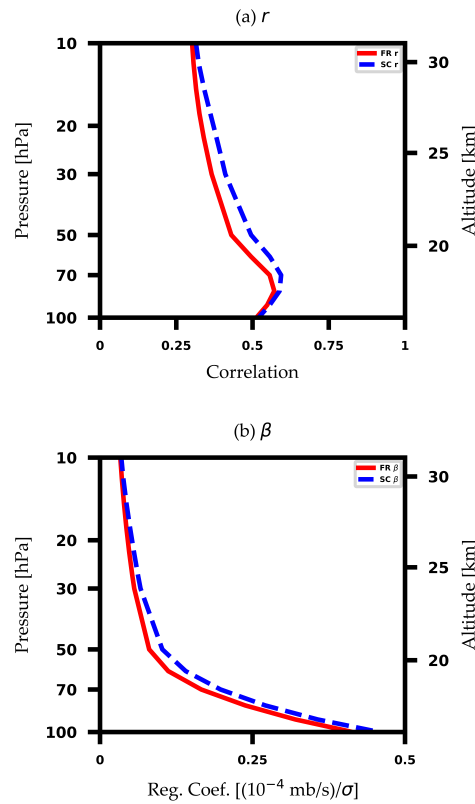 (a) r
10
20
30
50
70
100
Pressure [hPa]
30
25
20
Altitude [km]
FR r
SC r
0 0.25 0.5 0.75 1
Correlation
(b) β
10
20
30
50
70
100
Pressure [hPa]
30
25
20
Altitude [km]
FR β
SC β
0 0.25 0.5
Reg. Coef. [(10⁻⁴ mb/s)/σ]